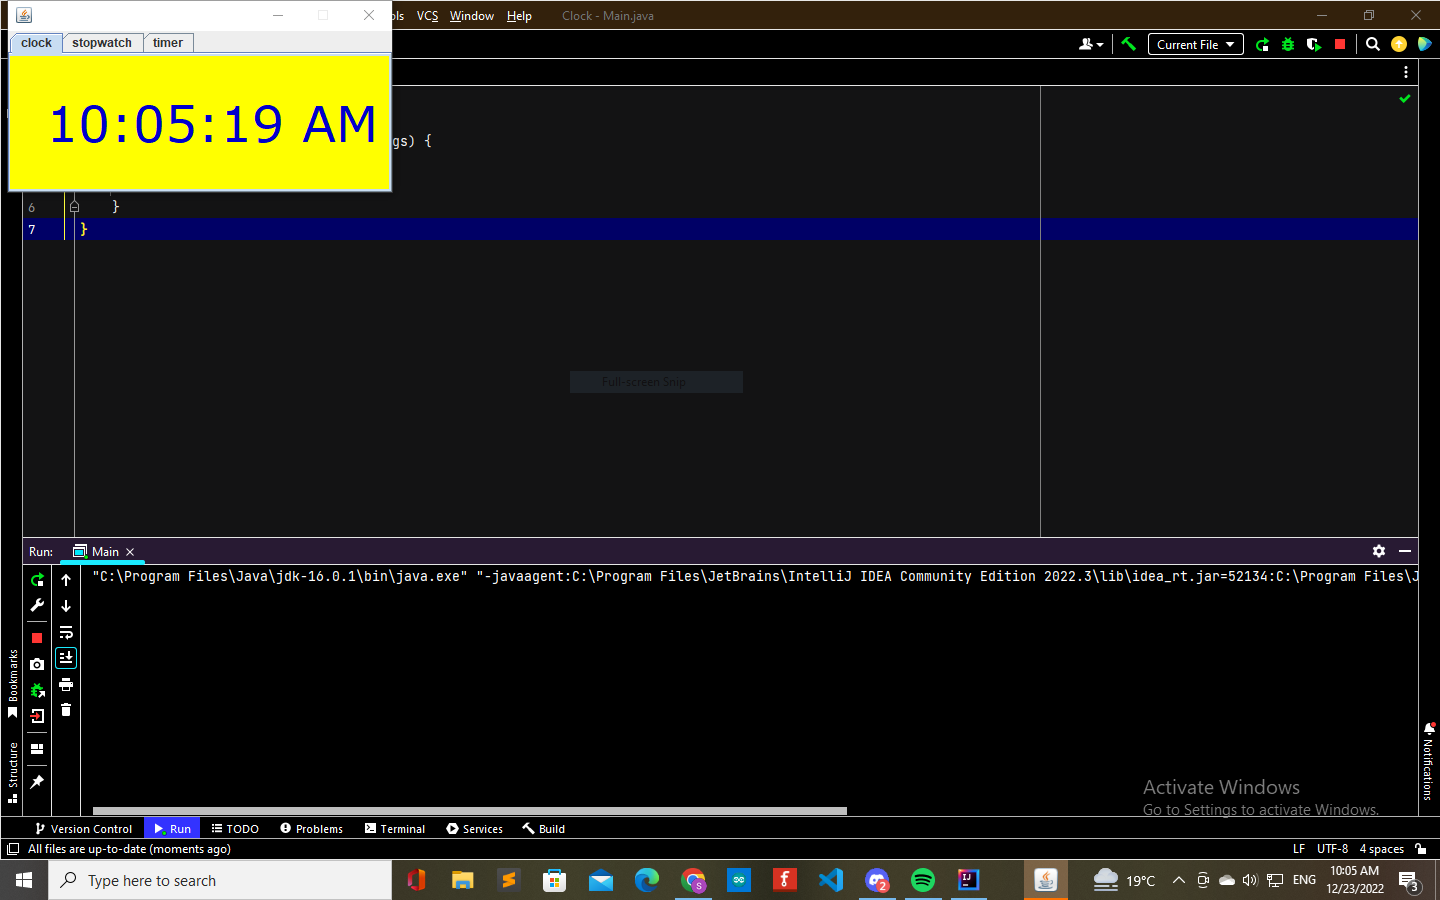 ols VCS Window Help Clock - Main.java
clock stopwatch timer
Current File
10:05:19 AM
gs) {
6 }
7 }
Full-screen Snip
Run: Main
"C:\Program Files\Java\jdk-16.0.1\bin\java.exe" "-javaagent:C:\Program Files\JetBrains\IntelliJ IDEA Community Edition 2022.3\lib\idea_rt.jar=52134:C:\Program Files\J
Bookmarks
Structure
Notifications
Activate Windows
Go to Settings to activate Windows.
Version Control Run TODO Problems Terminal Services Build
All files are up-to-date (moments ago) LF UTF-8 4 spaces
Type here to search 2 19°C ENG 10:05 AM
12/23/2022 3